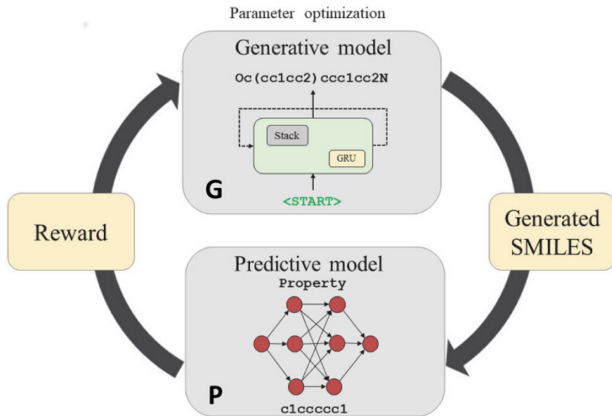 Parameter optimization
Generative model
Oc(cc1cc2)ccc1cc2N
Stack
GRU
G
<START>
Reward
Generated
SMILES
Predictive model
Property
P
c1ccccc1